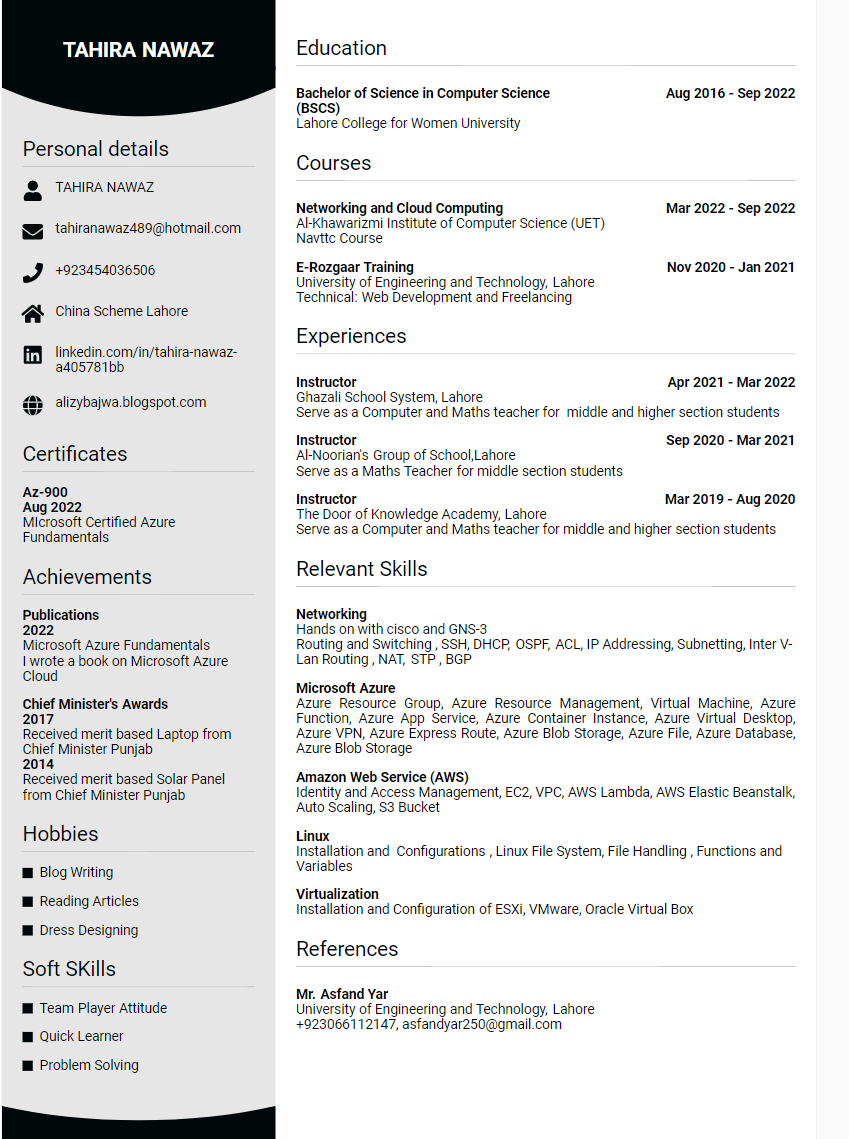 TAHIRA NAWAZ
Personal details
TAHIRA NAWAZ
tahiranawaz489@hotmail.com
+923454036506
China Scheme Lahore
linkedin.com/in/tahira-nawaz-
a405781bb
alizybajwa.blogspot.com
Certificates
Az-900
Aug 2022
MIcrosoft Certified Azure
Fundamentals
Achievements
Publications
2022
Microsoft Azure Fundamentals
I wrote a book on Microsoft Azure
Cloud
Chief Minister's Awards
2017
Received merit based Laptop from
Chief Minister Punjab
2014
Received merit based Solar Panel
from Chief Minister Punjab
Hobbies
Blog Writing
Reading Articles
Dress Designing
Soft SKills
Team Player Attitude
Quick Learner
Problem Solving
Education
Bachelor of Science in Computer Science Aug 2016 - Sep 2022
(BSCS)
Lahore College for Women University
Courses
Networking and Cloud Computing Mar 2022 - Sep 2022
Al-Khawarizmi Institute of Computer Science (UET)
Navttc Course
E-Rozgaar Training Nov 2020 - Jan 2021
University of Engineering and Technology, Lahore
Technical: Web Development and Freelancing
Experiences
Instructor Apr 2021 - Mar 2022
Ghazali School System, Lahore
Serve as a Computer and Maths teacher for  middle and higher section students
Instructor Sep 2020 - Mar 2021
Al-Noorian's Group of School,Lahore
Serve as a Maths Teacher for middle section students
Instructor Mar 2019 - Aug 2020
The Door of Knowledge Academy, Lahore
Serve as a Computer and Maths teacher for middle and higher section students
Relevant Skills
Networking
Hands on with cisco and GNS-3
Routing and Switching , SSH, DHCP, OSPF, ACL, IP Addressing, Subnetting, Inter V-
Lan Routing , NAT, STP , BGP
Microsoft Azure
Azure Resource Group, Azure Resource Management, Virtual Machine, Azure
Function, Azure App Service, Azure Container Instance, Azure Virtual Desktop,
Azure VPN, Azure Express Route, Azure Blob Storage, Azure File, Azure Database,
Azure Blob Storage
Amazon Web Service (AWS)
Identity and Access Management, EC2, VPC, AWS Lambda, AWS Elastic Beanstalk,
Auto Scaling, S3 Bucket
Linux
Installation and  Configurations , Linux File System, File Handling , Functions and
Variables
Virtualization
Installation and Configuration of ESXi, VMware, Oracle Virtual Box
References
Mr. Asfand Yar
University of Engineering and Technology, Lahore
+923066112147, asfandyar250@gmail.com